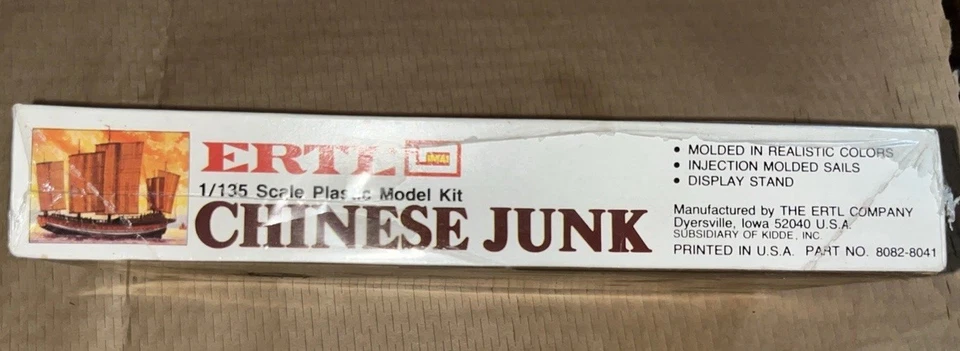 ERTL
1/135 Scale Plastic Model Kit
CHINESE JUNK
• MOLDED IN REALISTIC COLORS
• INJECTION MOLDED SAILS
• DISPLAY STAND
Manufactured by THE ERTL COMPANY
Dyersville, Iowa 52040 U.S.A.
SUBSIDIARY OF KIDDE, INC.
PRINTED IN U.S.A. PART NO. 8082-8041